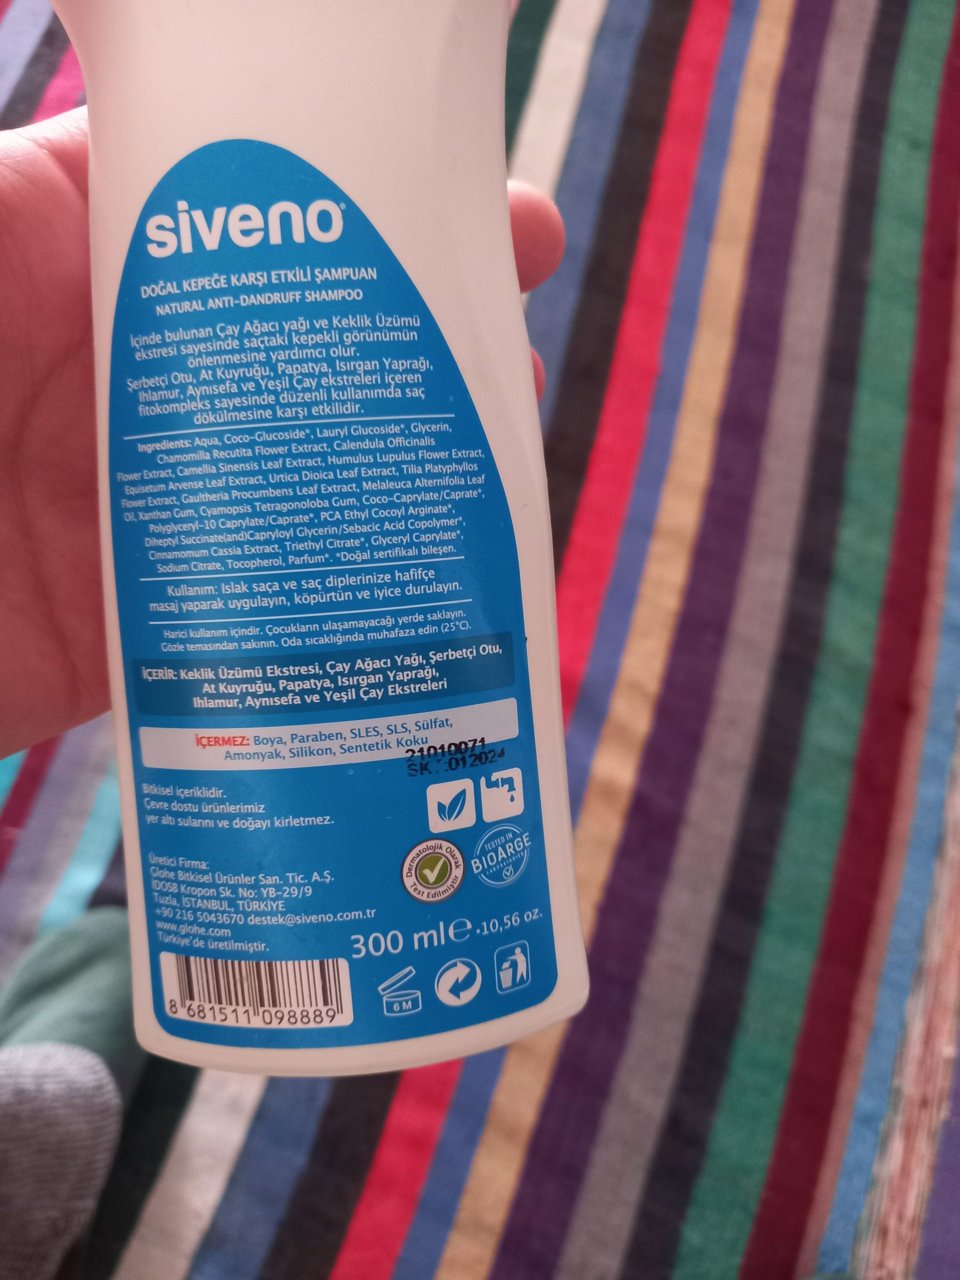 siveno
DOĞAL KEPEĞE KARŞI ETKİLİ ŞAMPUAN
NATURAL ANTI-DANDRUFF SHAMPOO
İçinde bulunan Çay Ağacı yağı ve Keklik Üzümü
ekstresi sayesinde saçtaki kepekli görünümün
önlenmesine yardımcı olur.
Şerbetçi Otu, At Kuyruğu, Papatya, Isırgan Yaprağı,
Ihlamur, Aynısefa ve Yeşil Çay ekstreleri içeren
fitokompleks sayesinde düzenli kullanımda saç
dökülmesine karşı etkilidir.
Ingredients: Aqua, Coco-Glucoside*, Lauryl Glucoside*, Glycerin,
Chamomilla Recutita Flower Extract, Calendula Officinalis
Flower Extract, Camellia Sinensis Leaf Extract, Humulus Lupulus Flower Extract,
Equisetum Arvense Leaf Extract, Urtica Dioica Leaf Extract, Tilia Platyphyllos
Flower Extract, Gaultheria Procumbens Leaf Extract, Melaleuca Alternifolia Leaf
Oil, Xanthan Gum, Cyamopsis Tetragonoloba Gum, Coco-Caprylate/Caprate*,
Polyglyceryl-10 Caprylate/Caprate*, PCA Ethyl Cocoyl Arginate*,
Diheptyl Succinate(and)Capryloyl Glycerin/Sebacic Acid Copolymer*,
Cinnamomum Cassia Extract, Triethyl Citrate*, Glyceryl Caprylate*,
Sodium Citrate, Tocopherol, Parfum*. *Doğal sertifikalı bileşen.
Kullanım: Islak saça ve saç diplerinize hafifçe
masaj yaparak uygulayın, köpürtün ve iyice durulayın.
Harici kullanım içindir. Çocukların ulaşamayacağı yerde saklayın.
Gözle temasından sakının. Oda sıcaklığında muhafaza edin (25°C).
İÇERİR: Keklik Üzümü Ekstresi, Çay Ağacı Yağı, Şerbetçi Otu,
At Kuyruğu, Papatya, Isırgan Yaprağı,
Ihlamur, Aynısefa ve Yeşil Çay Ekstreleri
İÇERMEZ: Boya, Paraben, SLES, SLS, Sülfat,
Amonyak, Silikon, Sentetik Koku
21010071
012024
Bitkisel içeriklidir.
Çevre dostu ürünlerimiz
yer altı sularını ve doğayı kirletmez.
Dermatolojik Olarak
Test Edilmiştir
TESTED IN
BIOARGE
LABORATORIES
Üretici Firma:
Glohe Bitkisel Ürünler San. Tic. A.Ş.
İDOSB Kropon Sk. No: YB-29/9
Tuzla, İSTANBUL, TÜRKİYE
+90 216 5043670 destek@siveno.com.tr
www.glohe.com
Türkiye'de üretilmiştir.
300 ml℮ .10,56 oz.
6 M
8 681511 098889